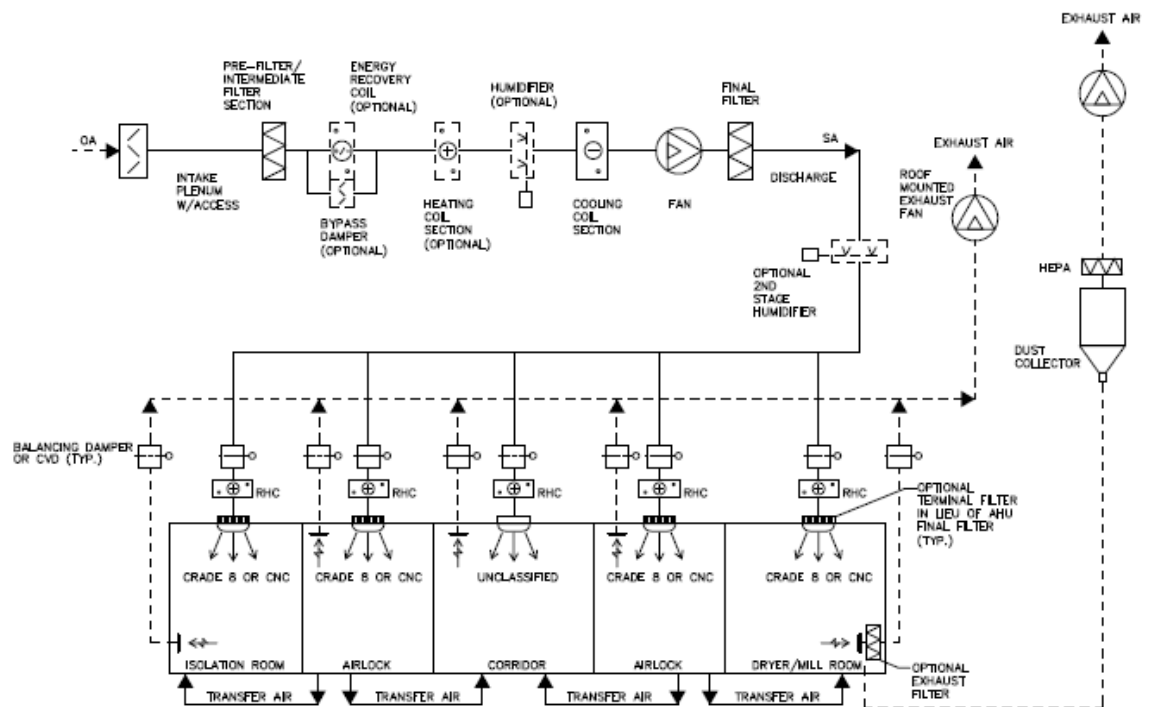 EXHAUST AIR
PRE-FILTER/
INTERMEDIATE
FILTER
SECTION
ENERGY
RECOVERY
COIL
(OPTIONAL)
HUMIDIFIER
(OPTIONAL)
FINAL
FILTER
OA
SA
EXHAUST AIR
INTAKE
PLENUM
W/ACCESS
BYPASS
DAMPER
(OPTIONAL)
HEATING
COIL
SECTION
(OPTIONAL)
COOLING
COIL
SECTION
FAN
DISCHARGE
ROOF
MOUNTED
EXHAUST
FAN
OPTIONAL
2ND
STAGE
HUMIDIFIER
HEPA
DUST
COLLECTOR
BALANCING DAMPER
OR CVD (TYP.)
RHC
RHC
RHC
RHC
RHC
OPTIONAL
TERMINAL FILTER
IN LIEU OF AHU
FINAL FILTER
(TYP.)
CRADE 8 OR CNC
CRADE 8 OR CNC
UNCLASSIFIED
CRADE 8 OR CNC
CRADE 8 OR CNC
ISOLATION ROOM
AIRLOCK
CORRIDOR
AIRLOCK
DRYER/MILL ROOM
OPTIONAL
EXHAUST
FILTER
TRANSFER AIR
TRANSFER AIR
TRANSFER AIR
TRANSFER AIR